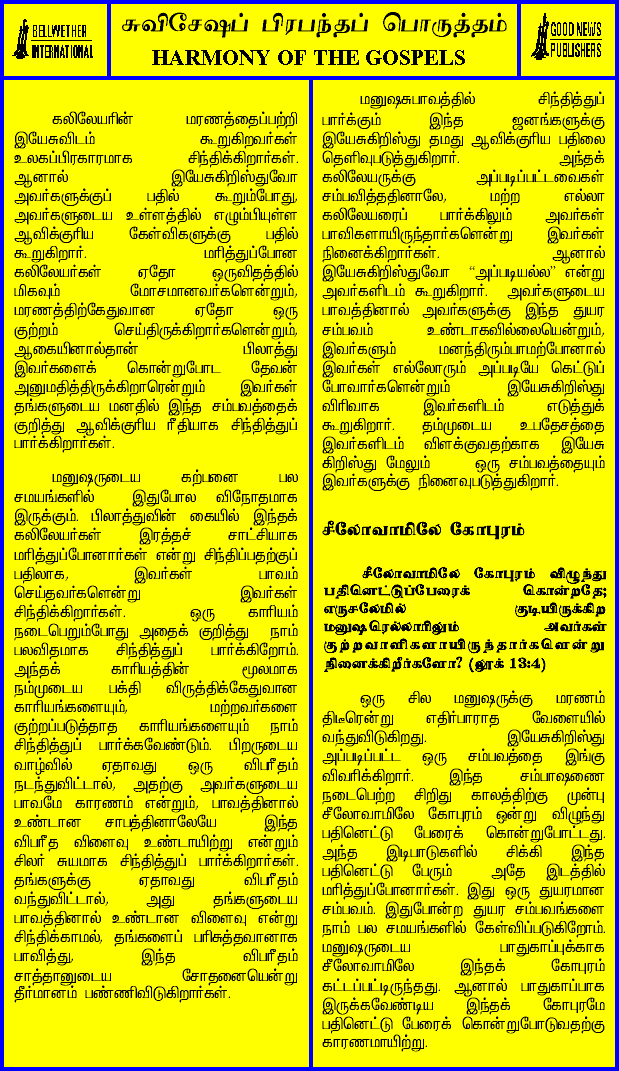 BELLWETHER
INTERNATIONAL
சுவிசேஷப் பிரபந்தப் பொருத்தம்
HARMONY OF THE GOSPELS
GOOD NEWS
PUBLISHERS
கலிலேயரின் மரணத்தைப்பற்றி
இயேசுவிடம் கூறுகிறவர்கள்
உலகப்பிரகாரமாக சிந்திக்கிறார்கள்.
ஆனால் இயேசுகிறிஸ்துவோ
அவர்களுக்குப் பதில் கூறும்போது,
அவர்களுடைய உள்ளத்தில் எழும்பியுள்ள
ஆவிக்குரிய கேள்விகளுக்கு பதில்
கூறுகிறார். மரித்துப்போன
கலிலேயர்கள் ஏதோ ஒருவிதத்தில்
மிகவும் மோசமானவர்களென்றும்,
மரணத்திற்கேதுவான ஏதோ ஒரு
குற்றம் செய்திருக்கிறார்களென்றும்,
ஆகையினால்தான் பிலாத்து
இவர்களைக் கொன்றுபோட தேவன்
அனுமதித்திருக்கிறாரென்றும் இவர்கள்
தங்களுடைய மனதில் இந்த சம்பவத்தைக்
குறித்து ஆவிக்குரிய ரீதியாக சிந்தித்துப்
பார்க்கிறார்கள்.
மனுஷருடைய கற்பனை பல
சமயங்களில் இதுபோல விநோதமாக
இருக்கும். பிலாத்துவின் கையில் இந்தக்
கலிலேயர்கள் இரத்தச் சாட்சியாக
மரித்துப்போனார்கள் என்று சிந்திப்பதற்குப்
பதிலாக, இவர்கள் பாவம்
செய்தவர்களென்று இவர்கள்
சிந்திக்கிறார்கள். ஒரு காரியம்
நடைபெறும்போது அதைக் குறித்து நாம்
பலவிதமாக சிந்தித்துப் பார்க்கிறோம்.
அந்தக் காரியத்தின் மூலமாக
நம்முடைய பக்தி விருத்திக்கேதுவான
காரியங்களையும், மற்றவர்களை
குற்றப்படுத்தாத காரியங்களையும் நாம்
சிந்தித்துப் பார்க்கவேண்டும். பிறருடைய
வாழ்வில் ஏதாவது ஒரு விபரீதம்
நடந்துவிட்டால், அதற்கு அவர்களுடைய
பாவமே காரணம் என்றும், பாவத்தினால்
உண்டான சாபத்தினாலேயே இந்த
விபரீத விளைவு உண்டாயிற்று என்றும்
சிலர் சுயமாக சிந்தித்துப் பார்க்கிறார்கள்.
தங்களுக்கு ஏதாவது விபரீதம்
வந்துவிட்டால், அது தங்களுடைய
பாவத்தினால் உண்டான விளைவு என்று
சிந்திக்காமல், தங்களைப் பரிசுத்தவானாக
பாவித்து, இந்த விபரீதம்
சாத்தானுடைய சோதனையென்று
தீர்மானம் பண்ணிவிடுகிறார்கள்.
மனுஷசுபாவத்தில் சிந்தித்துப்
பார்க்கும் இந்த ஜனங்களுக்கு
இயேசுகிறிஸ்து தமது ஆவிக்குரிய பதிலை
தெளிவுபடுத்துகிறார். அந்தக்
கலிலேயருக்கு அப்படிப்பட்டவைகள்
சம்பவித்ததினாலே, மற்ற எல்லா
கலிலேயரைப் பார்க்கிலும் அவர்கள்
பாவிகளாயிருந்தார்களென்று இவர்கள்
நினைக்கிறார்கள். ஆனால்
இயேசுகிறிஸ்துவோ “அப்படியல்ல” என்று
அவர்களிடம் கூறுகிறார். அவர்களுடைய
பாவத்தினால் அவர்களுக்கு இந்த துயர
சம்பவம் உண்டாகவில்லையென்றும்,
இவர்களும் மனந்திரும்பாமற்போனால்
இவர்கள் எல்லோரும் அப்படியே கெட்டுப்
போவார்களென்றும் இயேசுகிறிஸ்து
விரிவாக இவர்களிடம் எடுத்துக்
கூறுகிறார். தம்முடைய உபதேசத்தை
இவர்களிடம் விளக்குவதற்காக இயேசு
கிறிஸ்து மேலும் ஒரு சம்பவத்தையும்
இவர்களுக்கு நினைவுபடுத்துகிறார்.
சீலோவாமிலே கோபுரம்
சீலோவாமிலே கோபுரம் விழுந்து
பதினெட்டுப்பேரைக் கொன்றதே;
எருசலேமில் குடியிருக்கிற
மனுஷரெல்லாரிலும் அவர்கள்
குற்றவாளிகளாயிருந்தார்களென்று
நினைக்கிறீர்களோ? (லூக் 13:4)
ஒரு சில மனுஷருக்கு மரணம்
திடீரென்று எதிர்பாராத வேளையில்
வந்துவிடுகிறது. இயேசுகிறிஸ்து
அப்படிப்பட்ட ஒரு சம்பவத்தை இங்கு
விவரிக்கிறார். இந்த சம்பாஷணை
நடைபெற்ற சிறிது காலத்திற்கு முன்பு
சீலோவாமிலே கோபுரம் ஒன்று விழுந்து
பதினெட்டு பேரைக் கொன்றுபோட்டது.
அந்த இடிபாடுகளில் சிக்கி இந்த
பதினெட்டு பேரும் அதே இடத்தில்
மரித்துப்போனார்கள். இது ஒரு துயரமான
சம்பவம். இதுபோன்ற துயர சம்பவங்களை
நாம் பல சமயங்களில் கேள்விப்படுகிறோம்.
மனுஷருடைய பாதுகாப்புக்காக
சீலோவாமிலே இந்தக் கோபுரம்
கட்டப்பட்டிருந்தது. ஆனால் பாதுகாப்பாக
இருக்கவேண்டிய இந்தக் கோபுரமே
பதினெட்டு பேரைக் கொன்றுபோடுவதற்கு
காரணமாயிற்று.